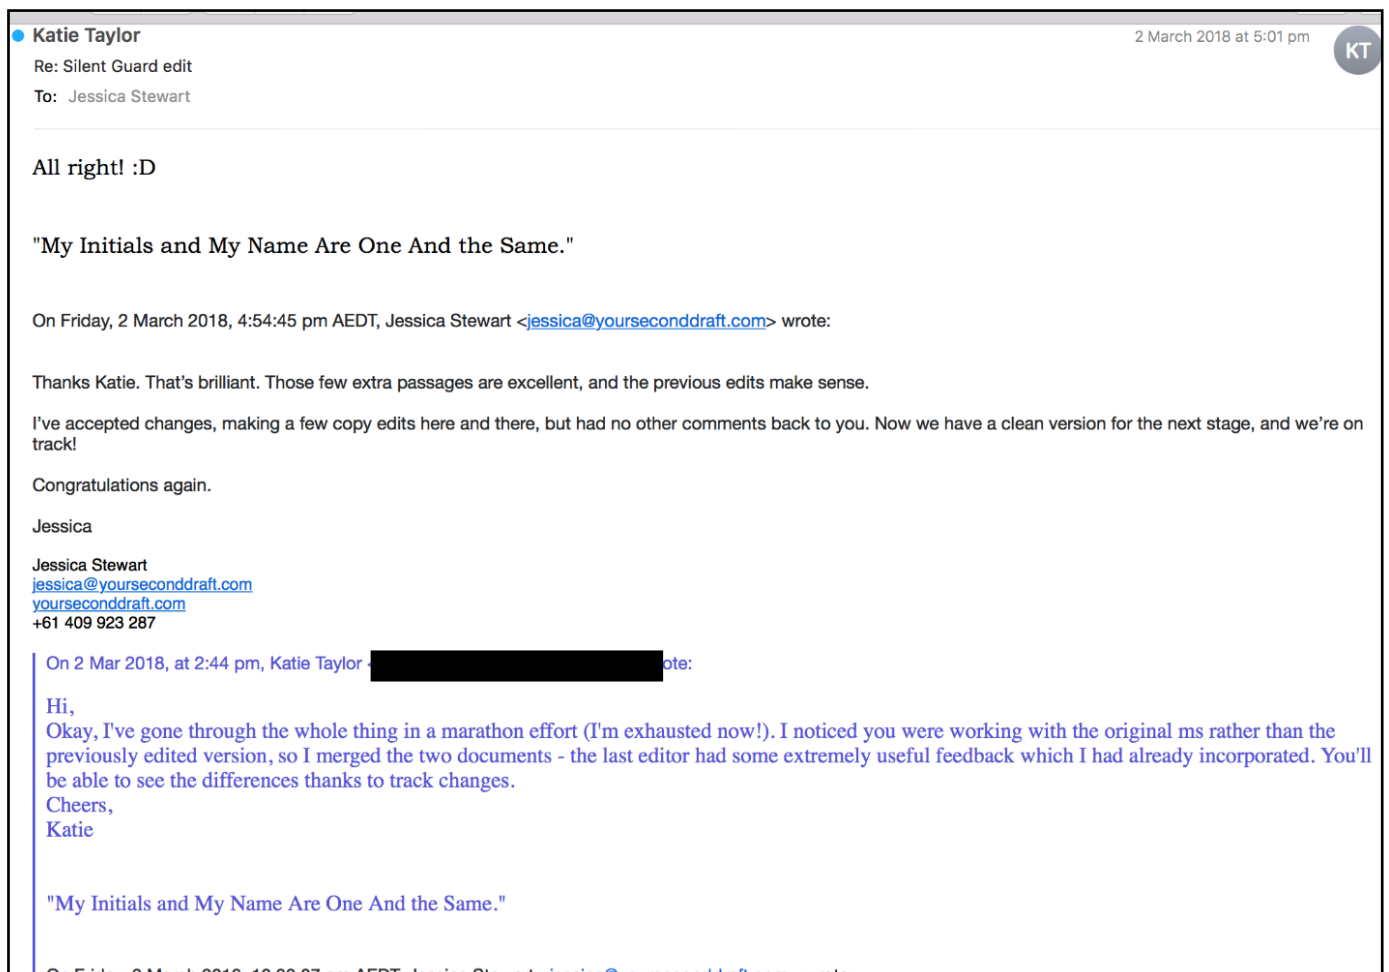 Katie Taylor
2 March 2018 at 5:01 pm
KT
Re: Silent Guard edit
To: Jessica Stewart
All right! :D
"My Initials and My Name Are One And the Same."
On Friday, 2 March 2018, 4:54:45 pm AEDT, Jessica Stewart <jessica@yourseconddraft.com> wrote:
Thanks Katie. That's brilliant. Those few extra passages are excellent, and the previous edits make sense.
I've accepted changes, making a few copy edits here and there, but had no other comments back to you. Now we have a clean version for the next stage, and we're on
track!
Congratulations again.
Jessica
Jessica Stewart
jessica@yourseconddraft.com
yourseconddraft.com
+61 409 923 287
On 2 Mar 2018, at 2:44 pm, Katie Taylor ote:
Hi,
Okay, I've gone through the whole thing in a marathon effort (I'm exhausted now!). I noticed you were working with the original ms rather than the
previously edited version, so I merged the two documents - the last editor had some extremely useful feedback which I had already incorporated. You'll
be able to see the differences thanks to track changes.
Cheers,
Katie
"My Initials and My Name Are One And the Same."